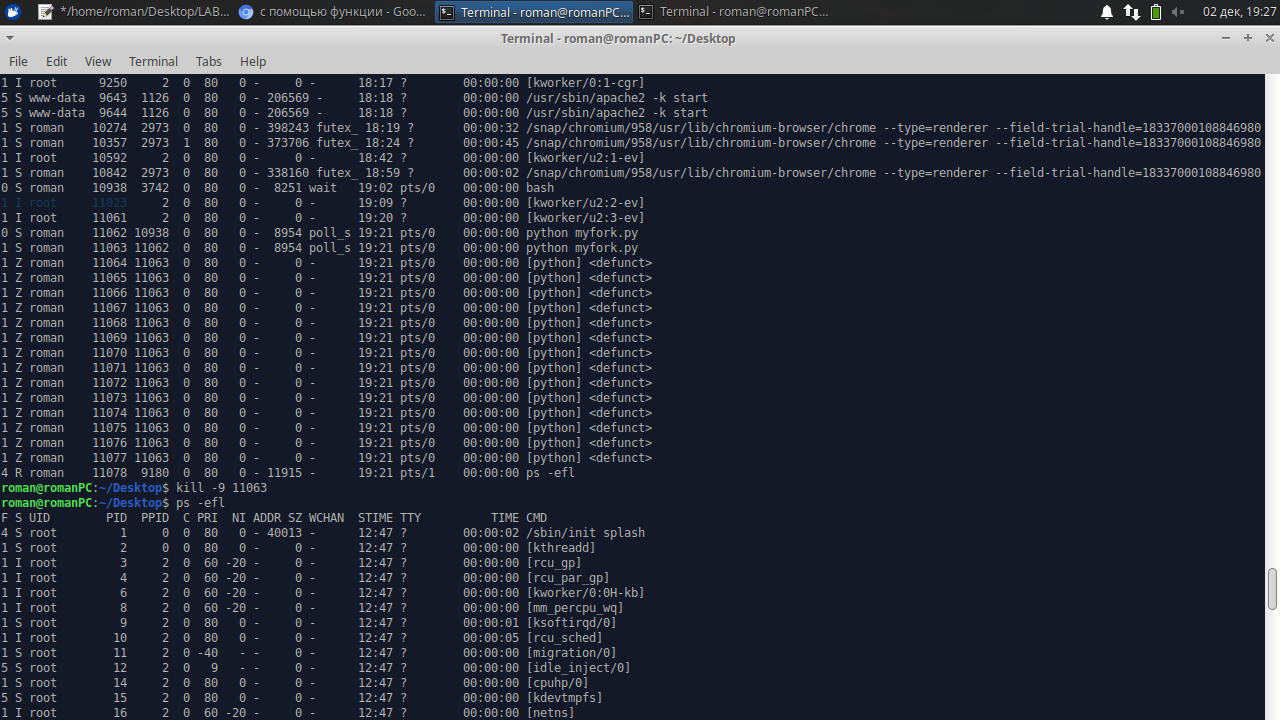 */home/roman/Desktop/LAB... с помощью функции - Goo... Terminal - roman@romanPC... Terminal - roman@romanPC... 02 дек, 19:27
Terminal - roman@romanPC: ~/Desktop
File Edit View Terminal Tabs Help
1 I root      9250     2  0  80   0 -     0 -      18:17 ?        00:00:00 [kworker/0:1-cgr]
5 S www-data  9643  1126  0  80   0 - 206569 -     18:18 ?        00:00:00 /usr/sbin/apache2 -k start
5 S www-data  9644  1126  0  80   0 - 206569 -     18:18 ?        00:00:00 /usr/sbin/apache2 -k start
1 S roman    10274  2973  0  80   0 - 398243 futex_ 18:19 ?       00:00:32 /snap/chromium/958/usr/lib/chromium-browser/chrome --type=renderer --field-trial-handle=18337000108846980
1 S roman    10357  2973  1  80   0 - 373706 futex_ 18:24 ?       00:00:45 /snap/chromium/958/usr/lib/chromium-browser/chrome --type=renderer --field-trial-handle=18337000108846980
1 I root     10592     2  0  80   0 -     0 -      18:42 ?        00:00:00 [kworker/u2:1-ev]
1 S roman    10842  2973  0  80   0 - 338160 futex_ 18:59 ?       00:00:02 /snap/chromium/958/usr/lib/chromium-browser/chrome --type=renderer --field-trial-handle=18337000108846980
0 S roman    10938  3742  0  80   0 -  8251 wait   19:02 pts/0    00:00:00 bash
1 I root     11023     2  0  80   0 -     0 -      19:09 ?        00:00:00 [kworker/u2:2-ev]
1 I root     11061     2  0  80   0 -     0 -      19:20 ?        00:00:00 [kworker/u2:3-ev]
0 S roman    11062 10938  0  80   0 -  8954 poll_s 19:21 pts/0    00:00:00 python myfork.py
1 S roman    11063 11062  0  80   0 -  8954 poll_s 19:21 pts/0    00:00:00 python myfork.py
1 Z roman    11064 11063  0  80   0 -     0 -      19:21 pts/0    00:00:00 [python] <defunct>
1 Z roman    11065 11063  0  80   0 -     0 -      19:21 pts/0    00:00:00 [python] <defunct>
1 Z roman    11066 11063  0  80   0 -     0 -      19:21 pts/0    00:00:00 [python] <defunct>
1 Z roman    11067 11063  0  80   0 -     0 -      19:21 pts/0    00:00:00 [python] <defunct>
1 Z roman    11068 11063  0  80   0 -     0 -      19:21 pts/0    00:00:00 [python] <defunct>
1 Z roman    11069 11063  0  80   0 -     0 -      19:21 pts/0    00:00:00 [python] <defunct>
1 Z roman    11070 11063  0  80   0 -     0 -      19:21 pts/0    00:00:00 [python] <defunct>
1 Z roman    11071 11063  0  80   0 -     0 -      19:21 pts/0    00:00:00 [python] <defunct>
1 Z roman    11072 11063  0  80   0 -     0 -      19:21 pts/0    00:00:00 [python] <defunct>
1 Z roman    11073 11063  0  80   0 -     0 -      19:21 pts/0    00:00:00 [python] <defunct>
1 Z roman    11074 11063  0  80   0 -     0 -      19:21 pts/0    00:00:00 [python] <defunct>
1 Z roman    11075 11063  0  80   0 -     0 -      19:21 pts/0    00:00:00 [python] <defunct>
1 Z roman    11076 11063  0  80   0 -     0 -      19:21 pts/0    00:00:00 [python] <defunct>
1 Z roman    11077 11063  0  80   0 -     0 -      19:21 pts/0    00:00:00 [python] <defunct>
4 R roman    11078  9180  0  80   0 - 11915 -      19:21 pts/1    00:00:00 ps -efl
roman@romanPC:~/Desktop$ kill -9 11063
roman@romanPC:~/Desktop$ ps -efl
F S UID        PID  PPID  C PRI  NI ADDR SZ WCHAN  STIME TTY          TIME CMD
4 S root         1     0  0  80   0 - 40013 -      12:47 ?        00:00:02 /sbin/init splash
1 S root         2     0  0  80   0 -     0 -      12:47 ?        00:00:00 [kthreadd]
1 I root         3     2  0  60 -20 -     0 -      12:47 ?        00:00:00 [rcu_gp]
1 I root         4     2  0  60 -20 -     0 -      12:47 ?        00:00:00 [rcu_par_gp]
1 I root         6     2  0  60 -20 -     0 -      12:47 ?        00:00:00 [kworker/0:0H-kb]
1 I root         8     2  0  60 -20 -     0 -      12:47 ?        00:00:00 [mm_percpu_wq]
1 S root         9     2  0  80   0 -     0 -      12:47 ?        00:00:01 [ksoftirqd/0]
1 I root        10     2  0  80   0 -     0 -      12:47 ?        00:00:05 [rcu_sched]
1 S root        11     2  0 -40   - -     0 -      12:47 ?        00:00:00 [migration/0]
5 S root        12     2  0   9   - -     0 -      12:47 ?        00:00:00 [idle_inject/0]
1 S root        14     2  0  80   0 -     0 -      12:47 ?        00:00:00 [cpuhp/0]
5 S root        15     2  0  80   0 -     0 -      12:47 ?        00:00:00 [kdevtmpfs]
1 I root        16     2  0  60 -20 -     0 -      12:47 ?        00:00:00 [netns]